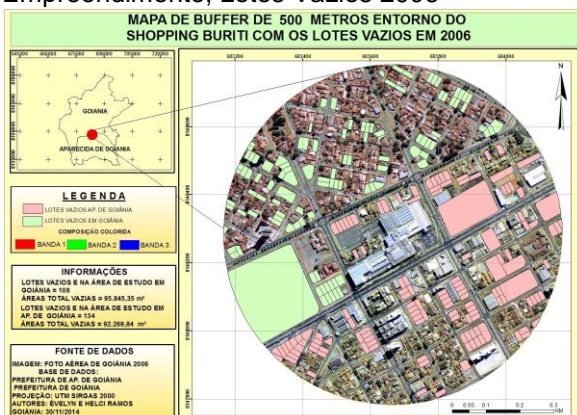 Empreendimento, Lotes Vazios 2006
MAPA DE BUFFER DE 500 METROS ENTORNO DO
SHOPPING BURITI COM OS LOTES VAZIOS EM 2006
GOIANIA
APARECIDA DE GOIANIA
LEGENDA
LOTES VAZIOS AP. DE GOIÂNIA
LOTES VAZIOS EM GOIÂNIA
COMPOSIÇÃO COLORIDA
BANDA 1 BANDA 2 BANDA 3
INFORMAÇÕES
LOTES VAZIOS E NA ÁREA DE ESTUDO EM
GOIÂNIA = 108
ÁREAS TOTAL VAZIAS = 95.845,35 m²
LOTES VAZIOS E NA ÁREA DE ESTUDO EM
AP. DE GOIÂNIA = 134
ÁREAS TOTAL VAZIAS = 92.269,84 m²
FONTE DE DADOS
IMAGEM: FOTO AÉREA DE GOIÂNIA 2006
BASE DE DADOS:
PREFEITURA DE AP. DE GOIÂNIA
PREFEITURA DE GOIÂNIA
PROJEÇÃO: UTM SIRGAS 2000
AUTORES: ÉVELYN E HELCI RAMOS
GOIÂNIA: 30/11/2014
683200 683600 684000
N
0 0.05 0.1 0.2 0.3